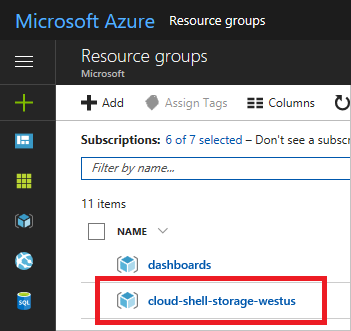 Microsoft Azure Resource groups
Resource groups
Microsoft
Add Assign Tags Columns
Subscriptions: 6 of 7 selected – Don't see a subscr
Filter by name...
11 items
NAME
dashboards
cloud-shell-storage-westus
SQL